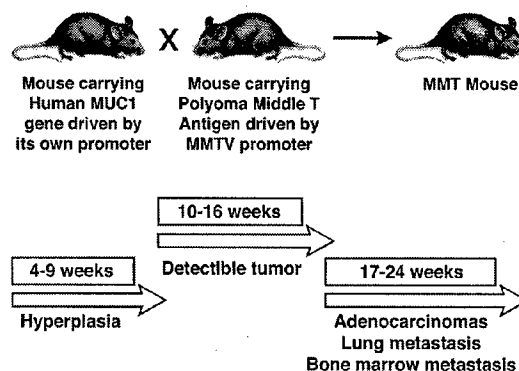 X
Mouse carrying
Human MUC1
gene driven by
its own promoter
Mouse carrying
Polyoma Middle T
Antigen driven by
MMTV promoter
MMT Mouse
10-16 weeks
Detectible tumor
4-9 weeks
Hyperplasia
17-24 weeks
Adenocarcinomas
Lung metastasis
Bone marrow metastasis